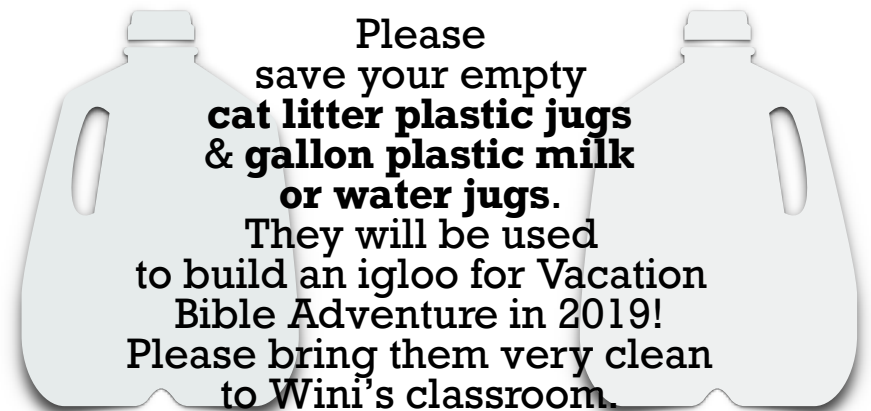 Please
save your empty
cat litter plastic jugs
& gallon plastic milk
or water jugs.
They will be used
to build an igloo for Vacation
Bible Adventure in 2019!
Please bring them very clean
to Wini’s classroom.